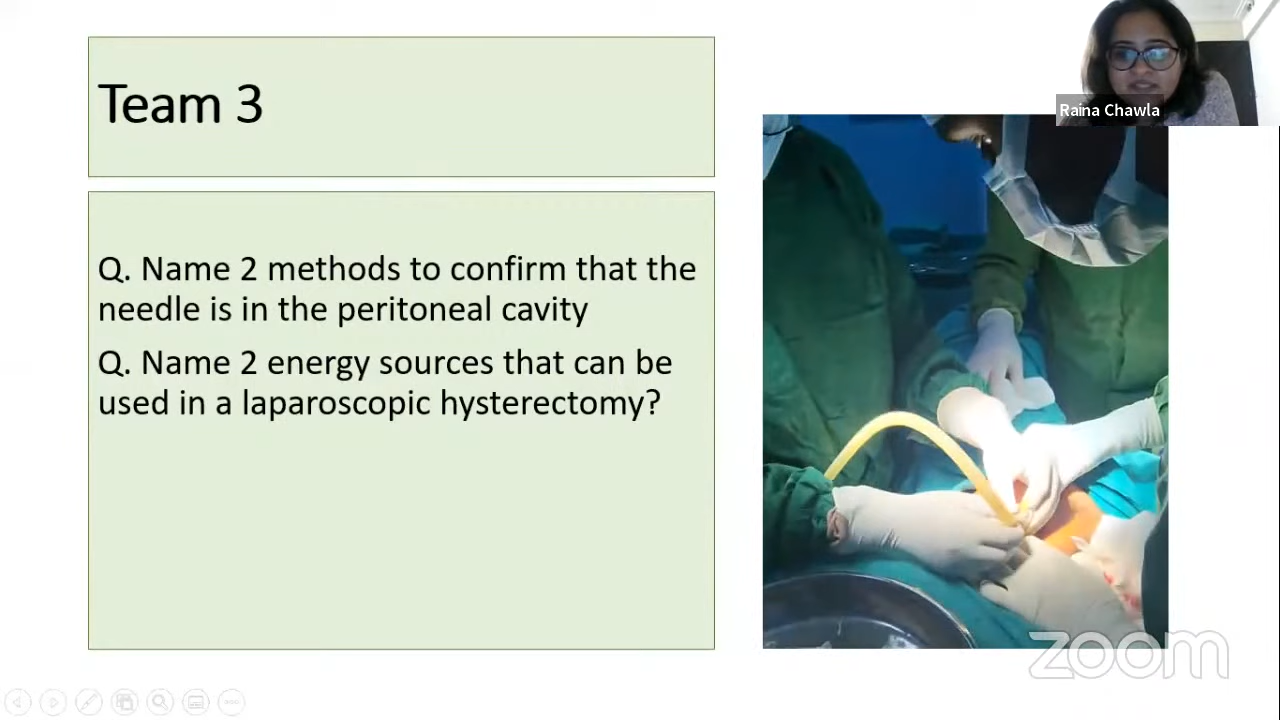 Team 3
Raina Chawla
Q. Name 2 methods to confirm that the
needle is in the peritoneal cavity
Q. Name 2 energy sources that can be
used in a laparoscopic hysterectomy?
zoom